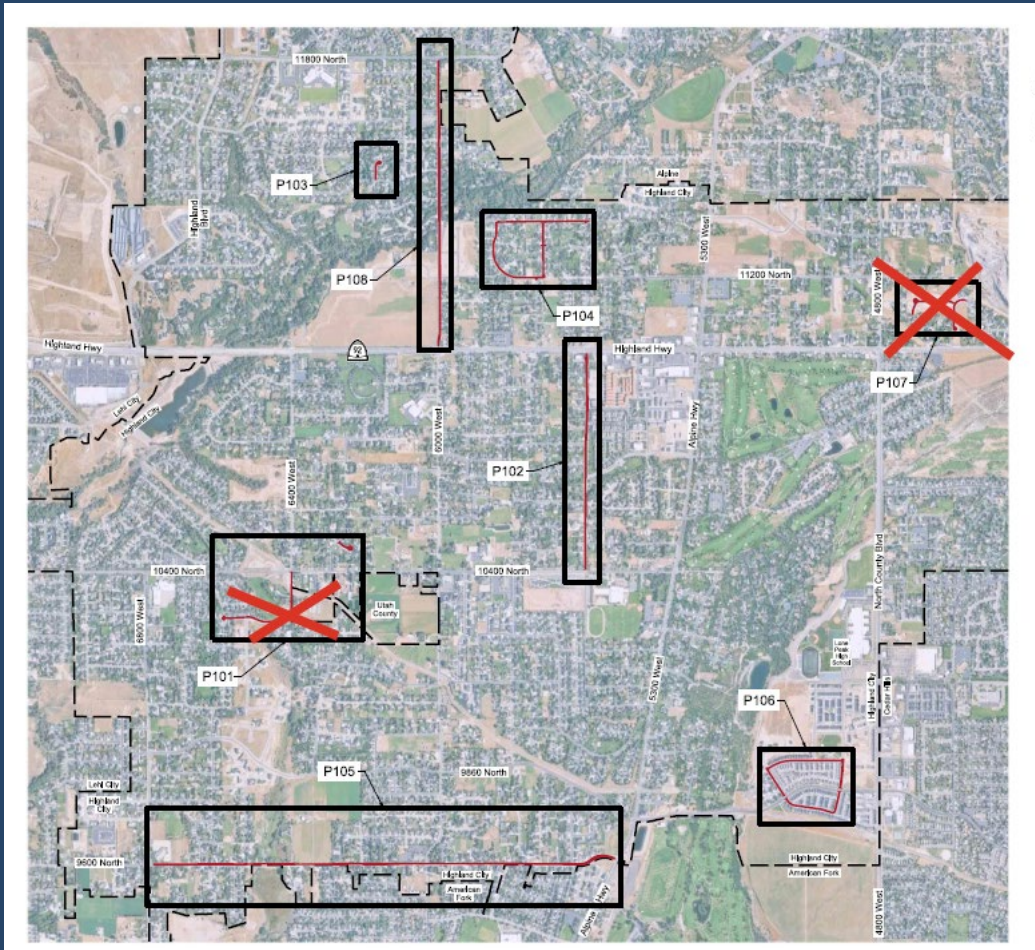 11800 North
Alpine
Highland City
P103
Highland
Blvd
5300 West
11200 North
4800 West
P108
P104
P107
Highland Hwy
92
Highland Hwy
Lehi City
Highland City
6000 West
Alpine Hwy
P102
6400 West
10400 North
10400 North
North County Blvd
6800 West
Utah
County
Lone
Peak
High
School
P101
5300 West
Highland City
Cedar Hills
P106
P105
9860 North
Lehi City
Highland
City
9600 North
Highland City
American
Fork
Alpine Hwy
Highland City
American Fork
4800 West